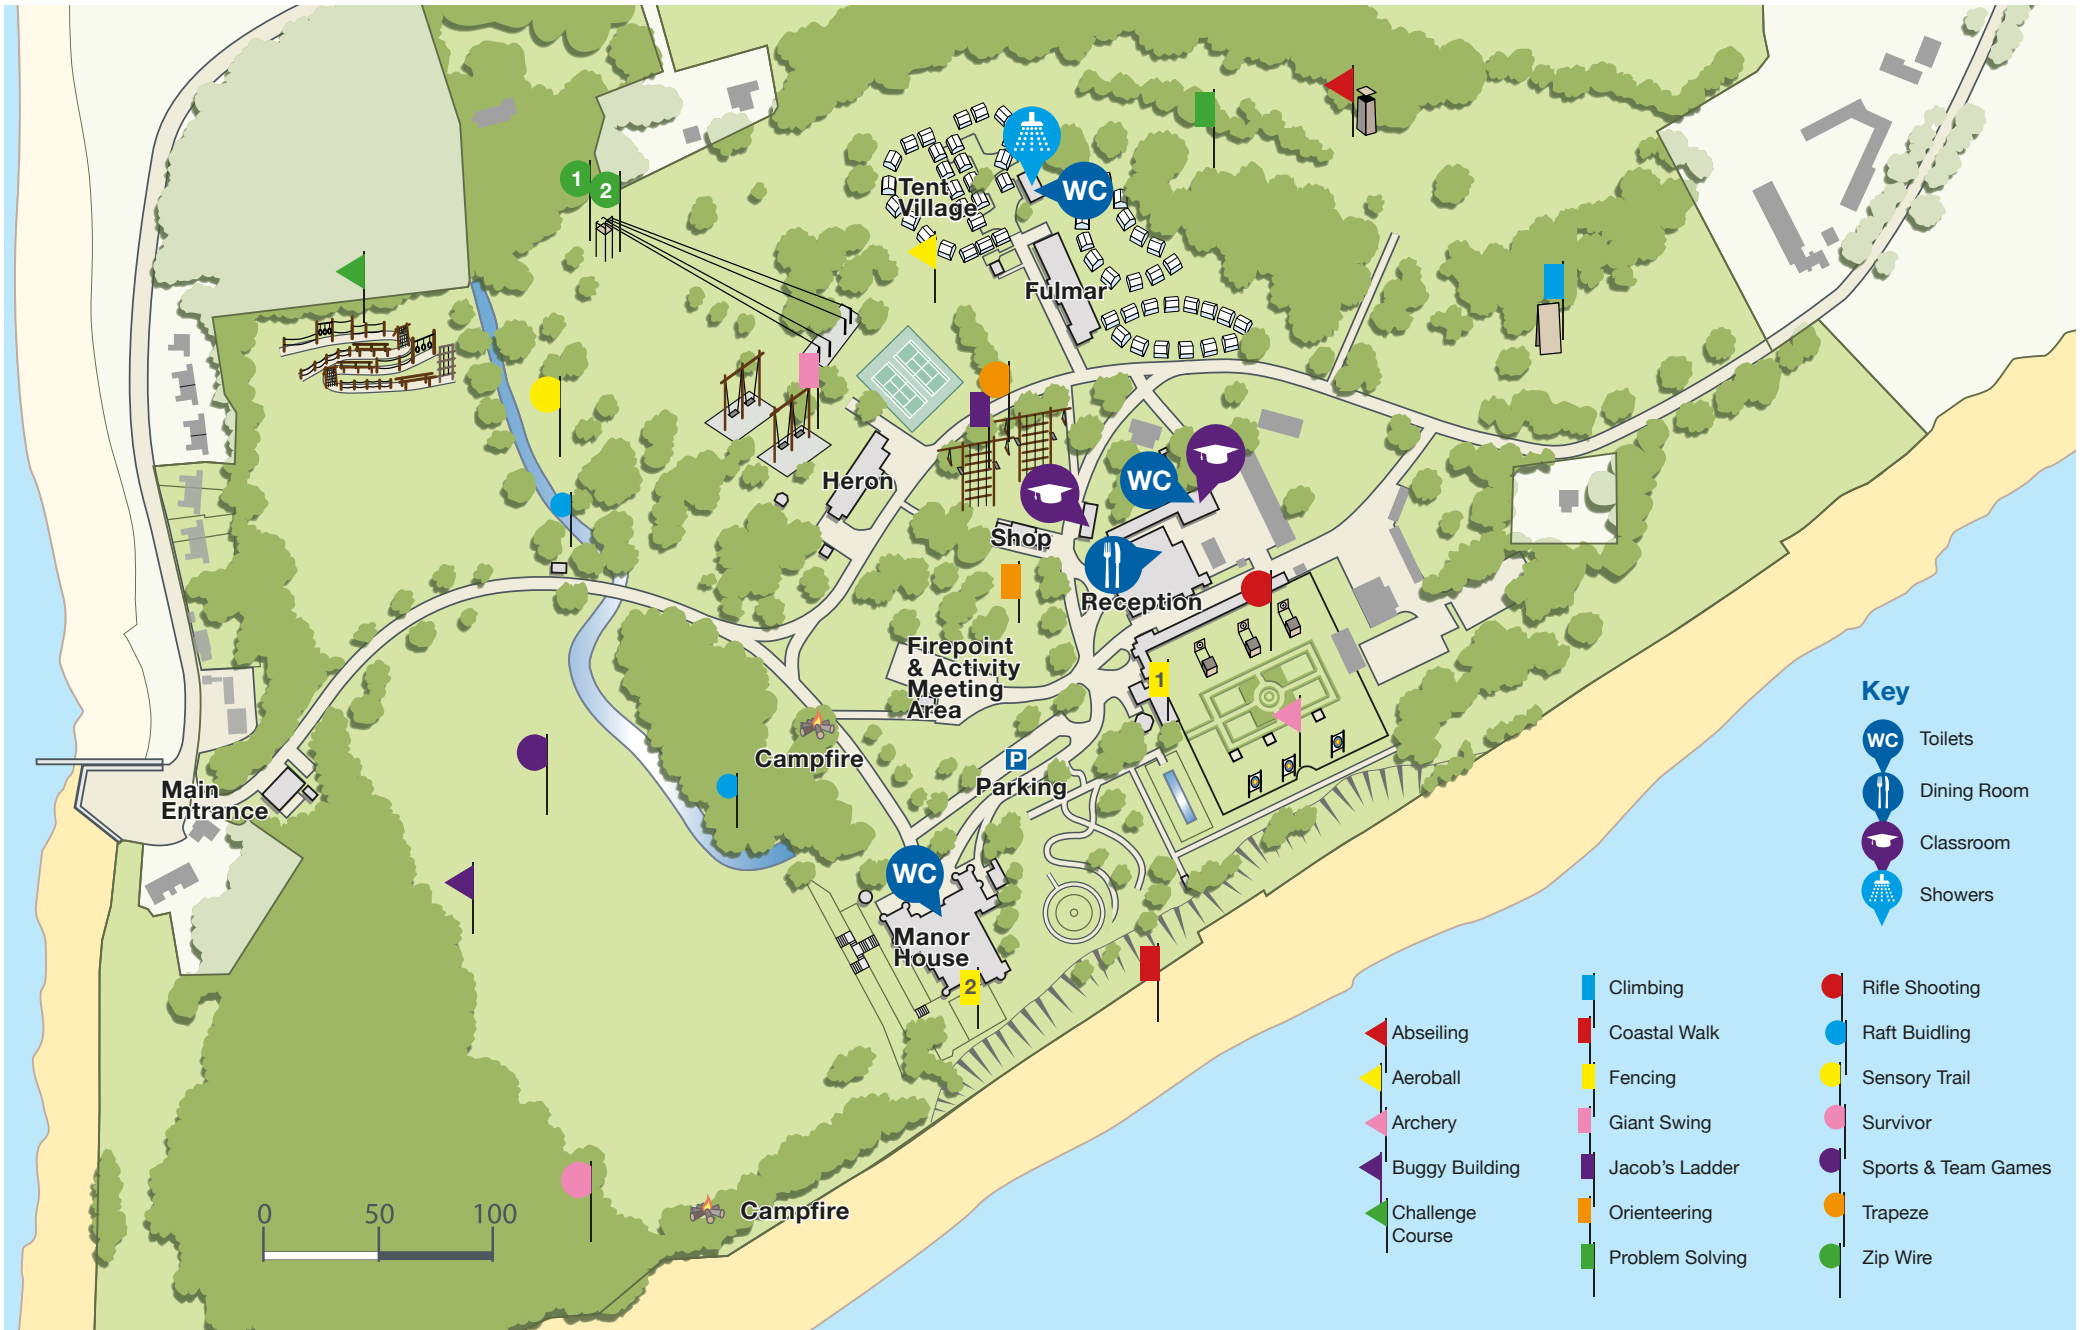 1
2
WC
Tent
Village
Fulmar
Heron
WC
Shop
Reception
Firepoint
& Activity
Meeting
Area
1
Campfire
P
Parking
Main
Entrance
WC
Manor
House
2
Campfire
0 50 100
Key
WC Toilets
Dining Room
Classroom
Showers
Abseiling
Aeroball
Archery
Buggy Building
Challenge
Course
Climbing
Coastal Walk
Fencing
Giant Swing
Jacob's Ladder
Orienteering
Problem Solving
Rifle Shooting
Raft Buidling
Sensory Trail
Survivor
Sports & Team Games
Trapeze
Zip Wire